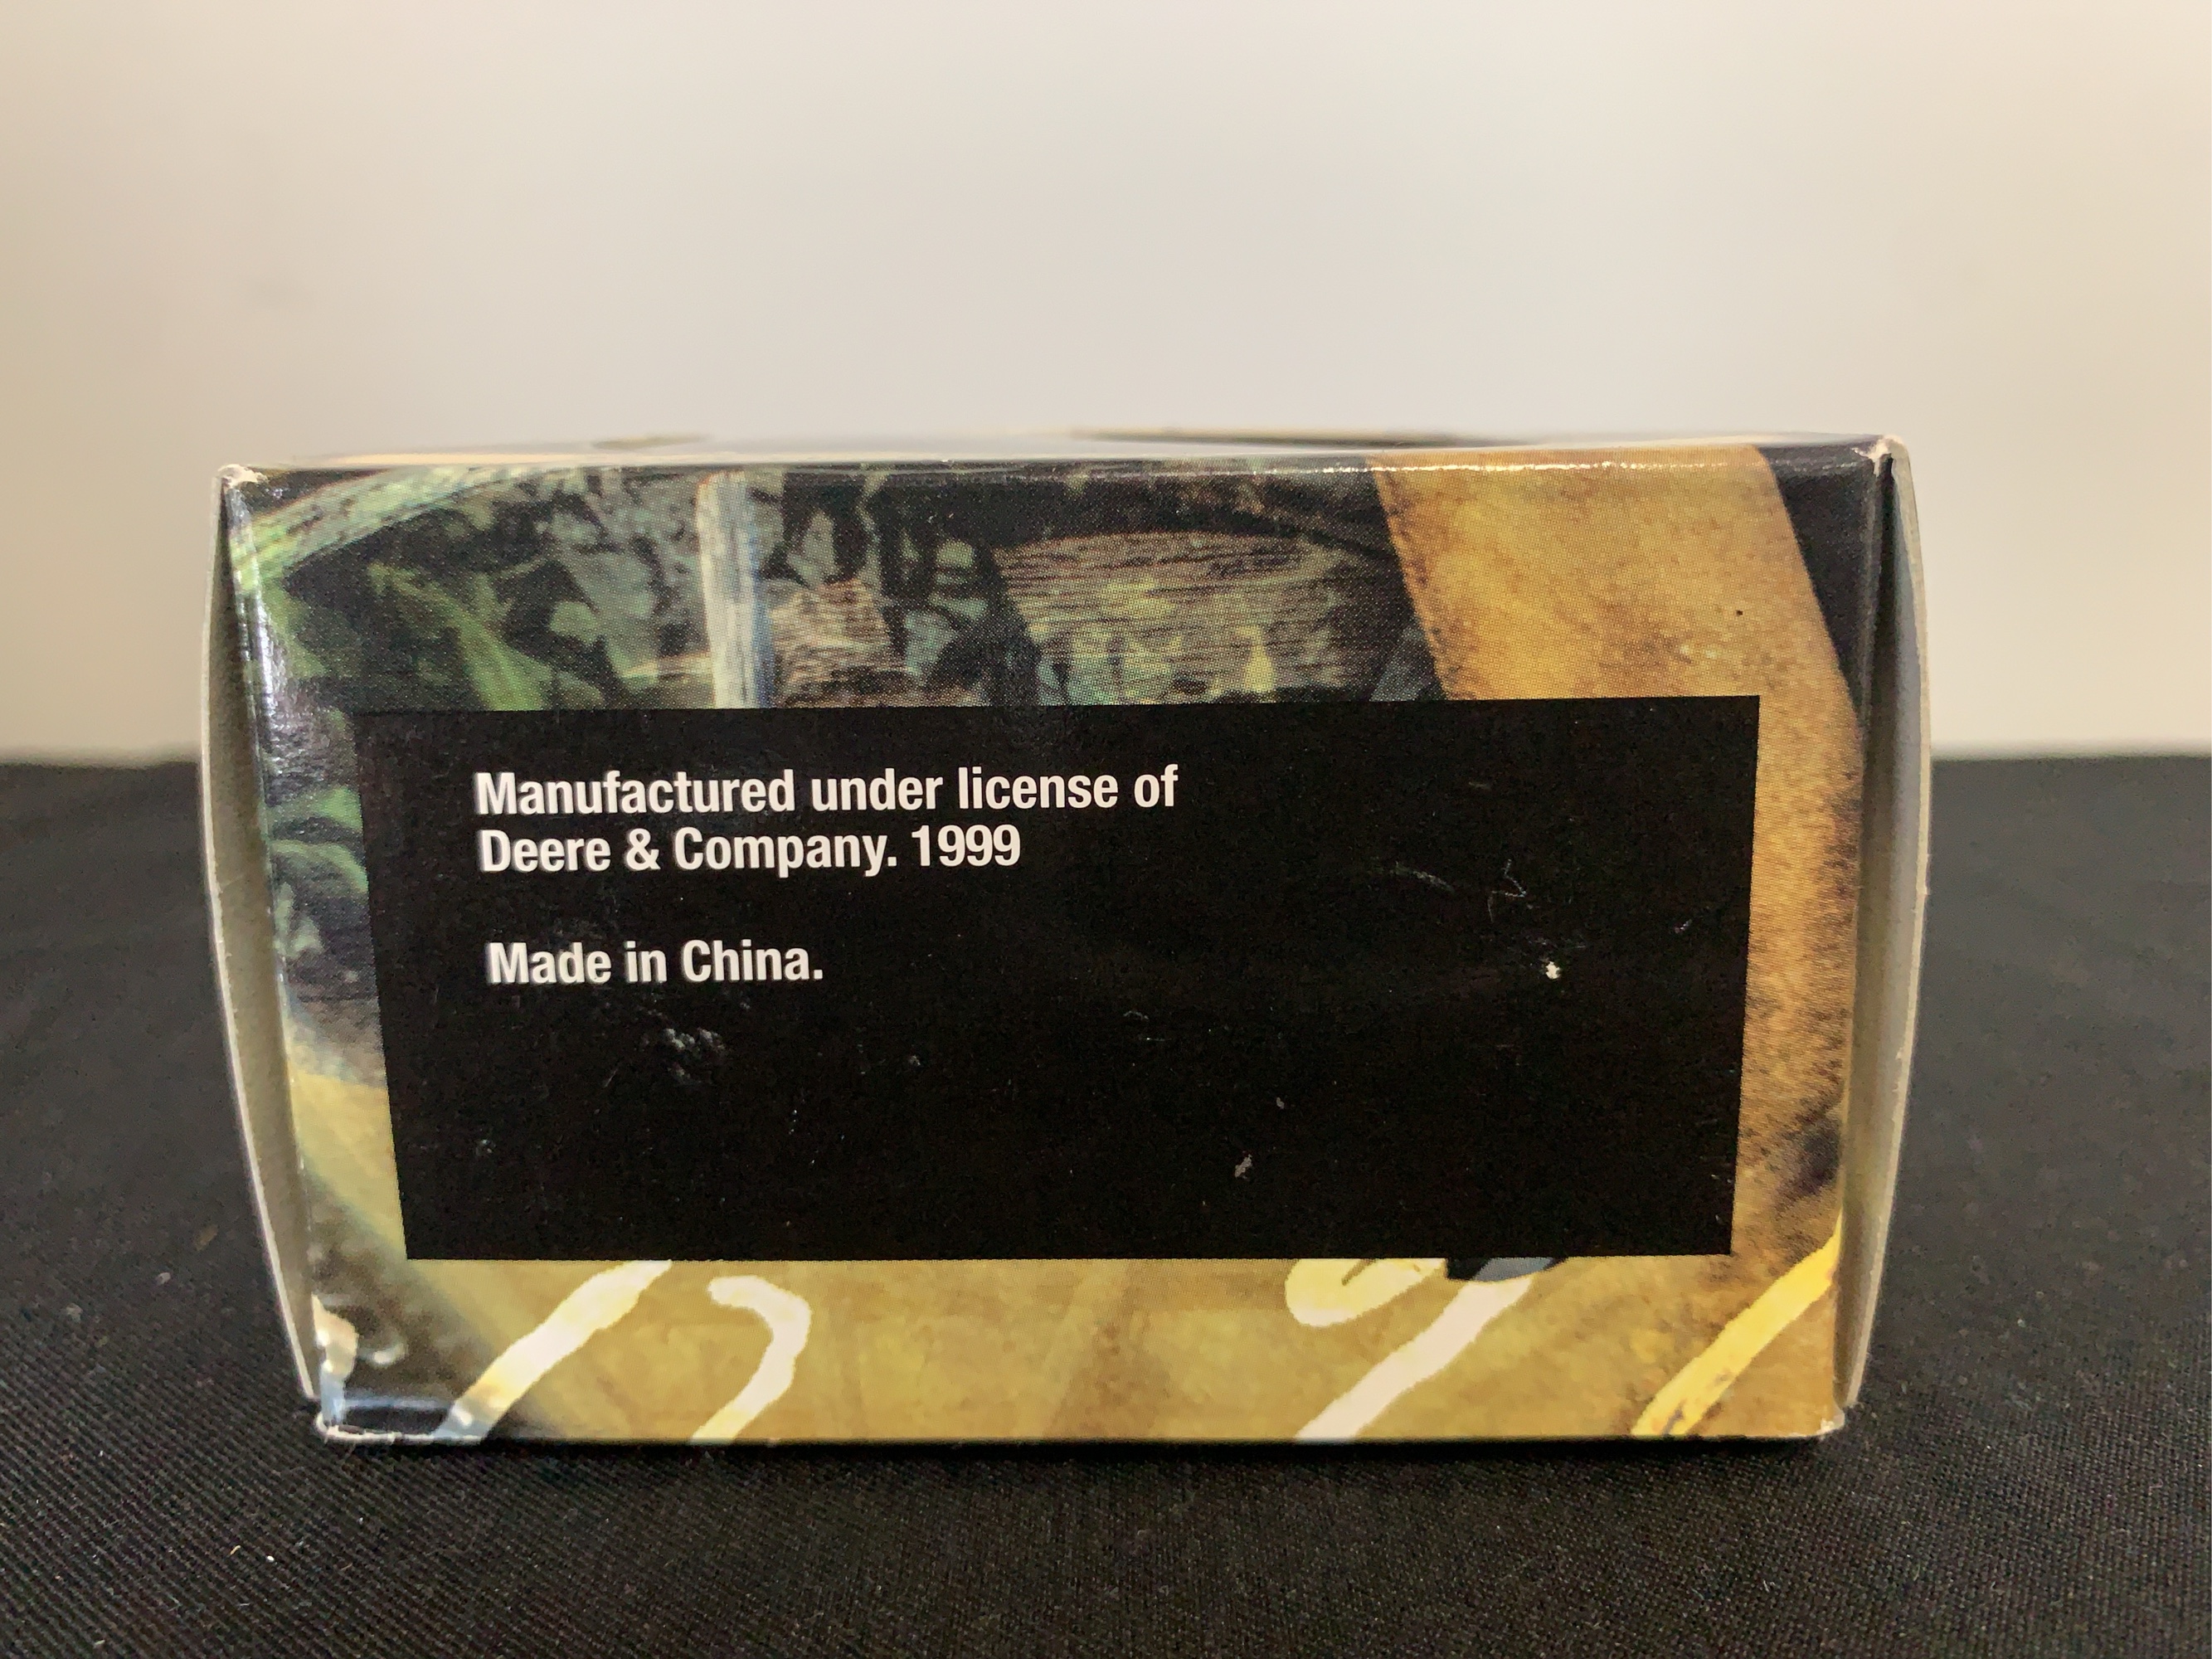 Manufactured under license of
Deere & Company. 1999
Made in China.